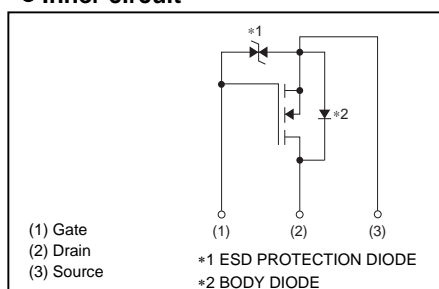 Inner circuit
∗1
∗2
(1) Gate
(2) Drain
(3) Source
(1)
(2)
(3)
∗1 ESD PROTECTION DIODE
∗2 BODY DIODE